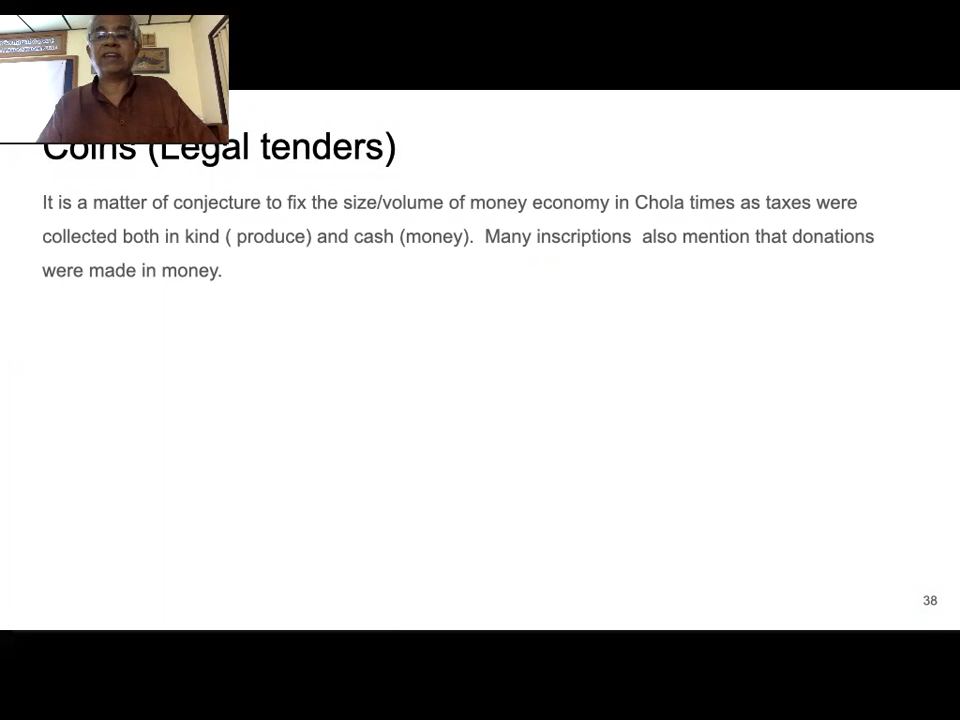 Coins (Legal tenders)
It is a matter of conjecture to fix the size/volume of money economy in Chola times as taxes were
collected both in kind ( produce) and cash (money).  Many inscriptions  also mention that donations
were made in money.
38